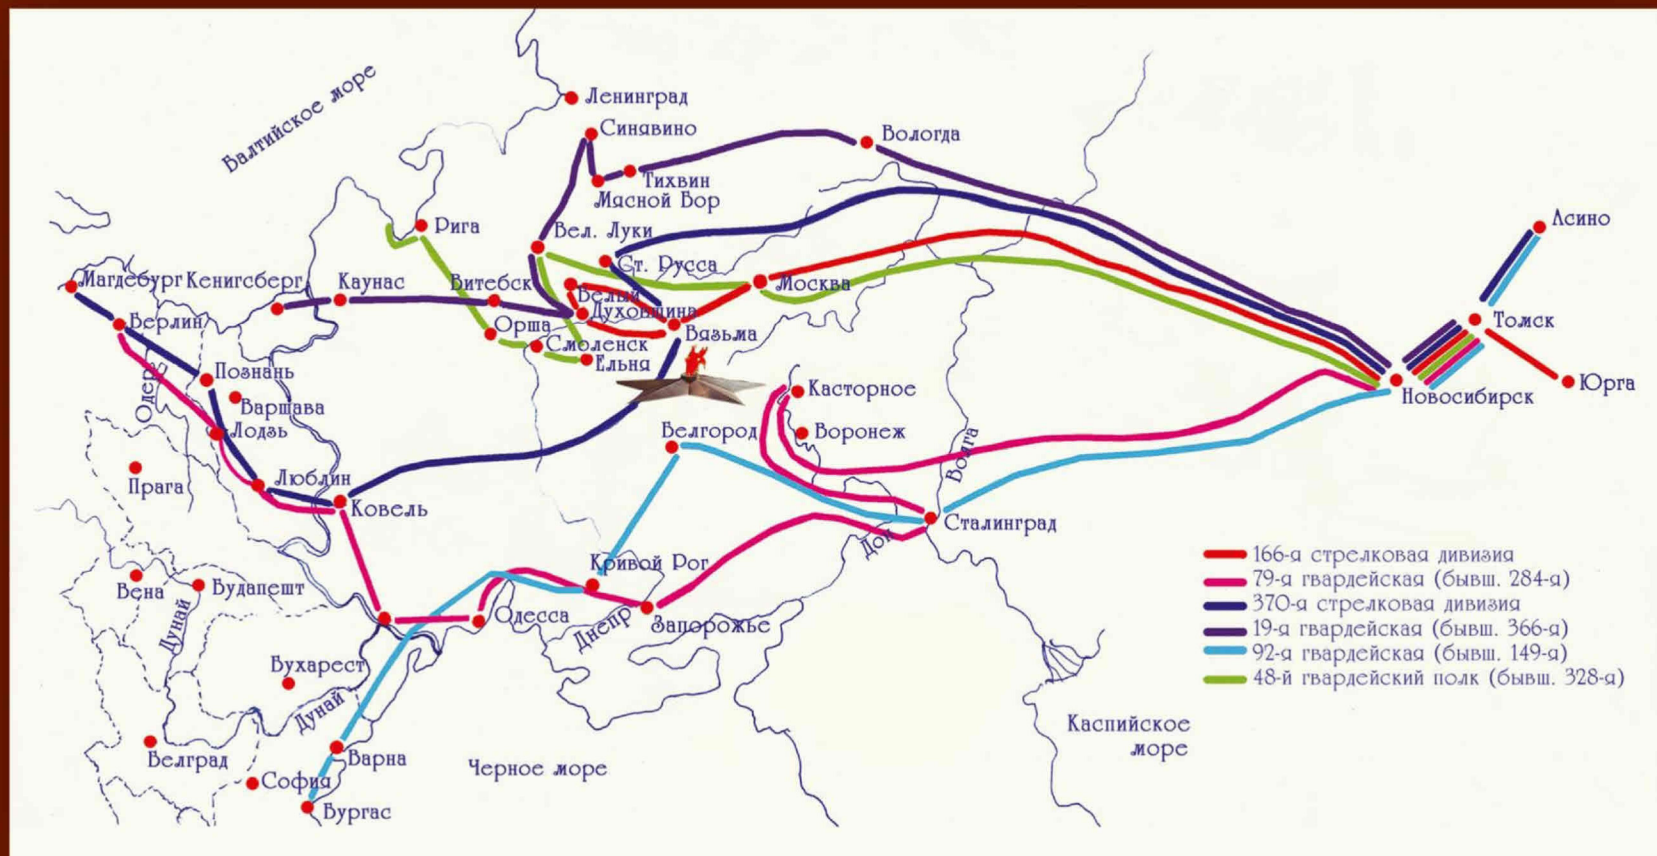 Балтийское море
Ленинград
Синявино
Вологда
Тихвин
Мясной Бор
Асино
Рига
Вел. Луки
Ст. Русса
Магдебург
Кенигсберг
Каунас
Витебск
Белый
Москва
Берлин
Орша
Духовщина
Вязьма
Томск
Смоленск
Ельня
Познань
Одер
Варшава
Касторное
Юрга
Новосибирск
Лодзь
Белгород
Воронеж
Волга
Прага
Люблин
Ковель
Сталинград
Дон
Кривой Рог
Вена
Будапешт
Дунай
Одесса
Днепр
Запорожье
166-я стрелковая дивизия
79-я гвардейская (бывш. 284-я)
370-я стрелковая дивизия
19-я гвардейская (бывш. 366-я)
92-я гвардейская (бывш. 149-я)
48-й гвардейский полк (бывш. 328-я)
Бухарест
Дунай
Каспийское
море
Белград
Варна
Черное море
София
Бургас